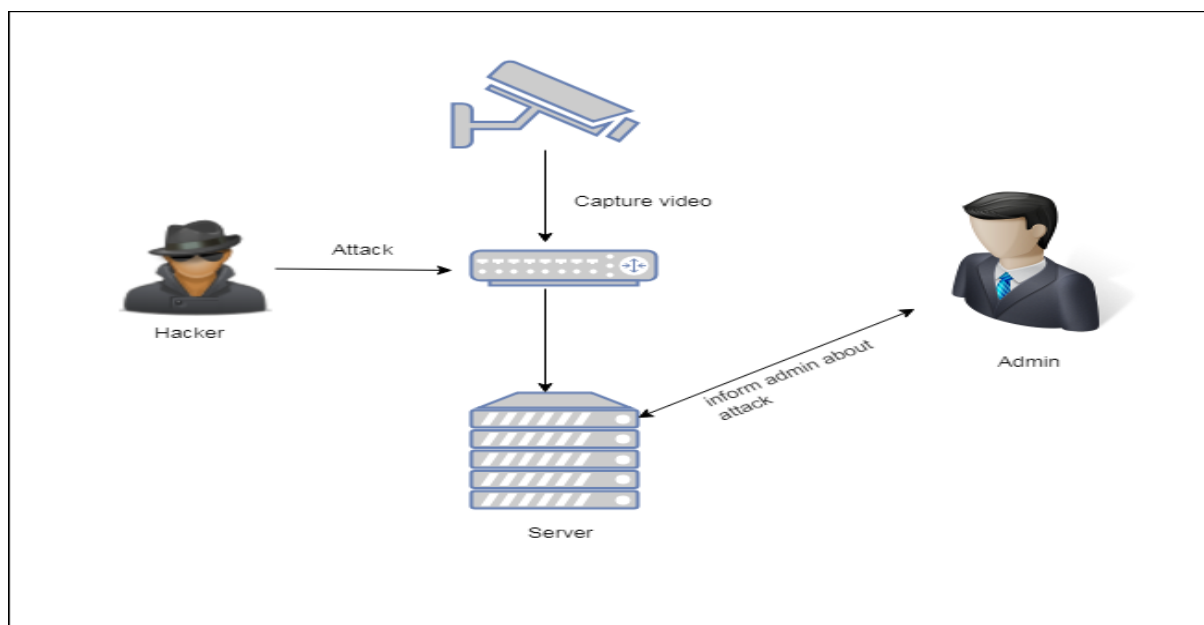 Capture video
Attack
Hacker
inform admin about
attack
Admin
Server